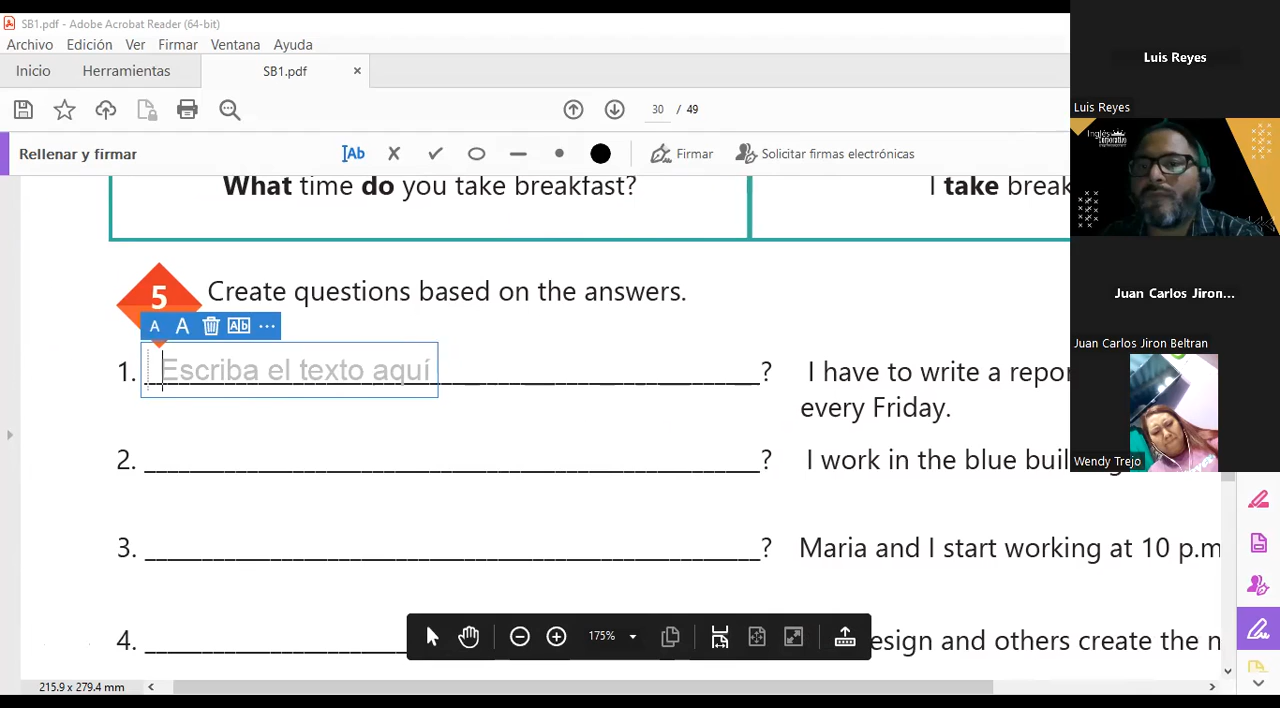 SB1.pdf - Adobe Acrobat Reader (64-bit)
Archivo Edición Ver Firmar Ventana Ayuda
Inicio Herramientas SB1.pdf ×
30 / 49
Rellenar y firmar
Ab Firmar Solicitar firmas electrónicas
What time do you take breakfast? I take break
5 Create questions based on the answers.
A A Ab ...
1. Escriba el texto aquí ? I have to write a repor
every Friday.
2. ? I work in the blue buil
3. ? Maria and I start working at 10 p.m
4. esign and others create the n
175%
215.9 x 279.4 mm
Luis Reyes
Luis Reyes
Inglés
Corporativo
Juan Carlos Jiron...
Juan Carlos Jiron Beltran
Wendy Trejo